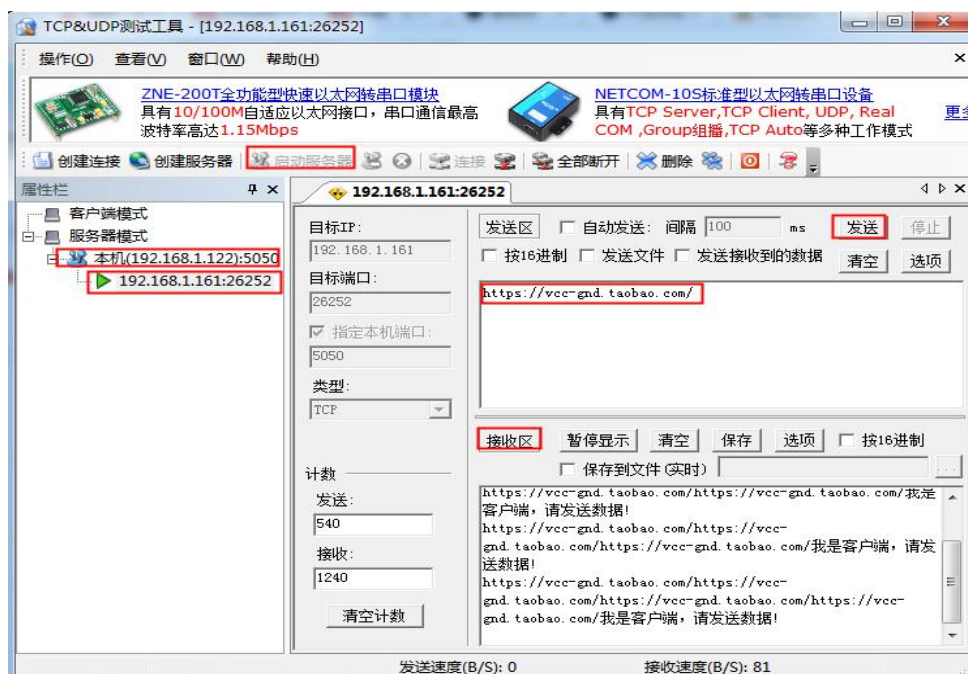 TCP&UDP测试工具 - [192.168.1.161:26252]
操作(O) 查看(V) 窗口(W) 帮助(H)
ZNE-200T全功能型快速以太网转串口模块
具有10/100M自适应以太网接口，串口通信最高
波特率高达1.15Mbps
NETCOM-10S标准型以太网转串口设备
具有TCP Server,TCP Client, UDP, Real
COM ,Group组播,TCP Auto等多种工作模式
创建连接 创建服务器 启动服务器 连接 全部断开 删除
属性栏
客户端模式
服务器模式
本机(192.168.1.122):5050
192.168.1.161:26252
192.168.1.161:26252
目标IP:
192.168.1.161
目标端口:
26252
指定本机端口:
5050
类型:
TCP
计数
发送:
540
接收:
1240
清空计数
发送区 自动发送: 间隔 100 ms 发送 停止
按16进制 发送文件 发送接收到的数据 清空 选项
https://vcc-gnd.taobao.com/
接收区 暂停显示 清空 保存 选项 按16进制
保存到文件(实时) ...
https://vcc-gnd.taobao.com/https://vcc-gnd.taobao.com/我是
客户端，请发送数据!
https://vcc-gnd.taobao.com/https://vcc-
gnd.taobao.com/https://vcc-gnd.taobao.com/我是客户端，请发
送数据!
https://vcc-gnd.taobao.com/https://vcc-
gnd.taobao.com/https://vcc-gnd.taobao.com/https://vcc-
gnd.taobao.com/我是客户端，请发送数据!
发送速度(B/S): 0 接收速度(B/S): 81